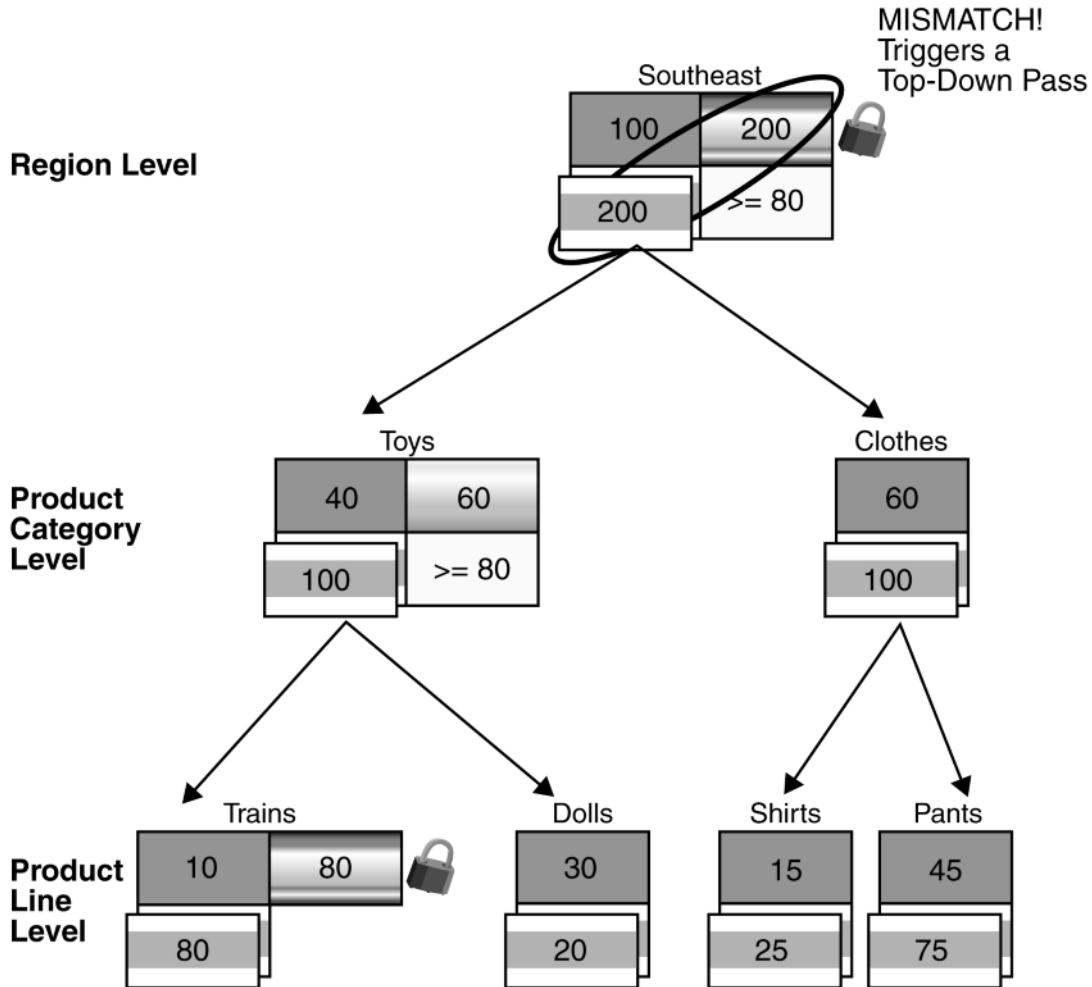 MISMATCH!
Triggers a
Top-Down Pass
Southeast
100 200
Region Level
200 >= 80
Toys Clothes
40 60 60
Product
Category
Level
100 >= 80 100
Trains Dolls Shirts Pants
10 80 30 15 45
Product
Line
Level
80 20 25 75